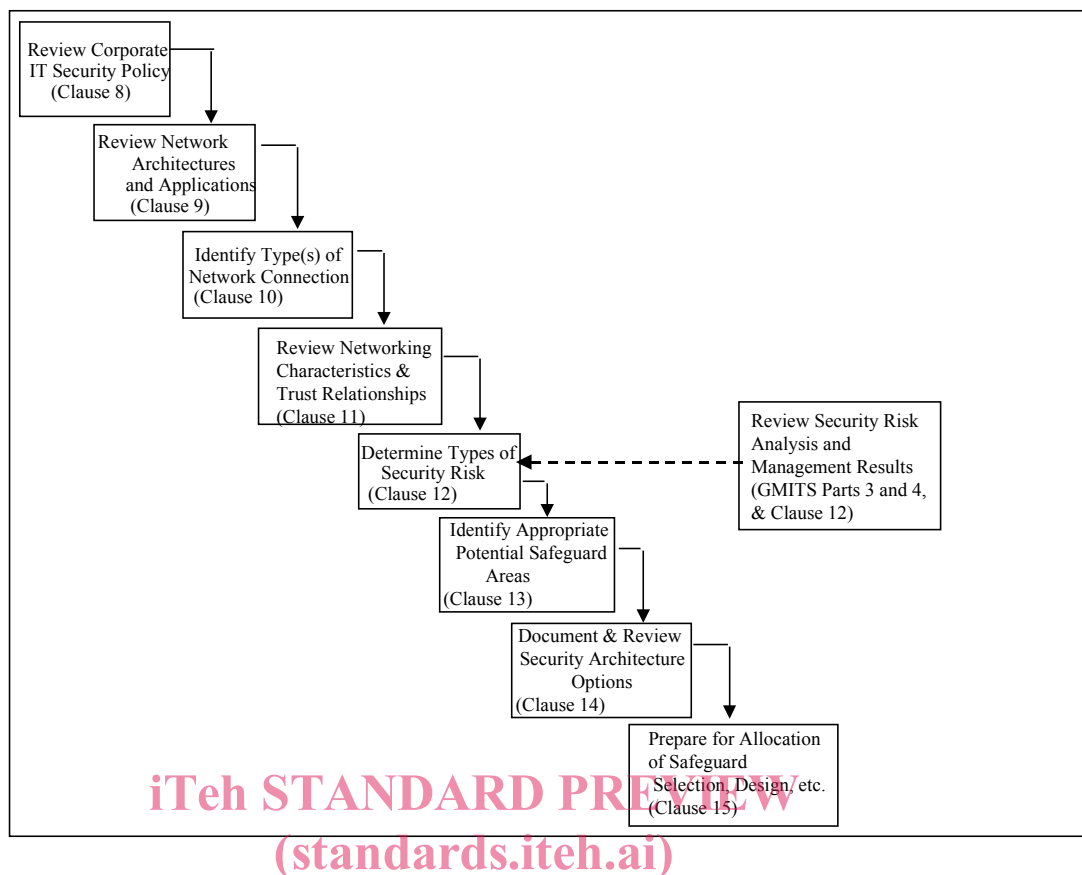 Review Corporate
IT Security Policy
(Clause 8)
Review Network
Architectures
and Applications
(Clause 9)
Identify Type(s) of
Network Connection
(Clause 10)
Review Networking
Characteristics &
Trust Relationships
(Clause 11)
Determine Types of
Security Risk
(Clause 12)
Review Security Risk
Analysis and
Management Results
(GMITS Parts 3 and 4,
& Clause 12)
Identify Appropriate
Potential Safeguard
Areas
(Clause 13)
Document & Review
Security Architecture
Options
(Clause 14)
Prepare for Allocation
of Safeguard
Selection, Design, etc.
(Clause 15)
iTeh STANDARD PREVIEW
(standards.iteh.ai)